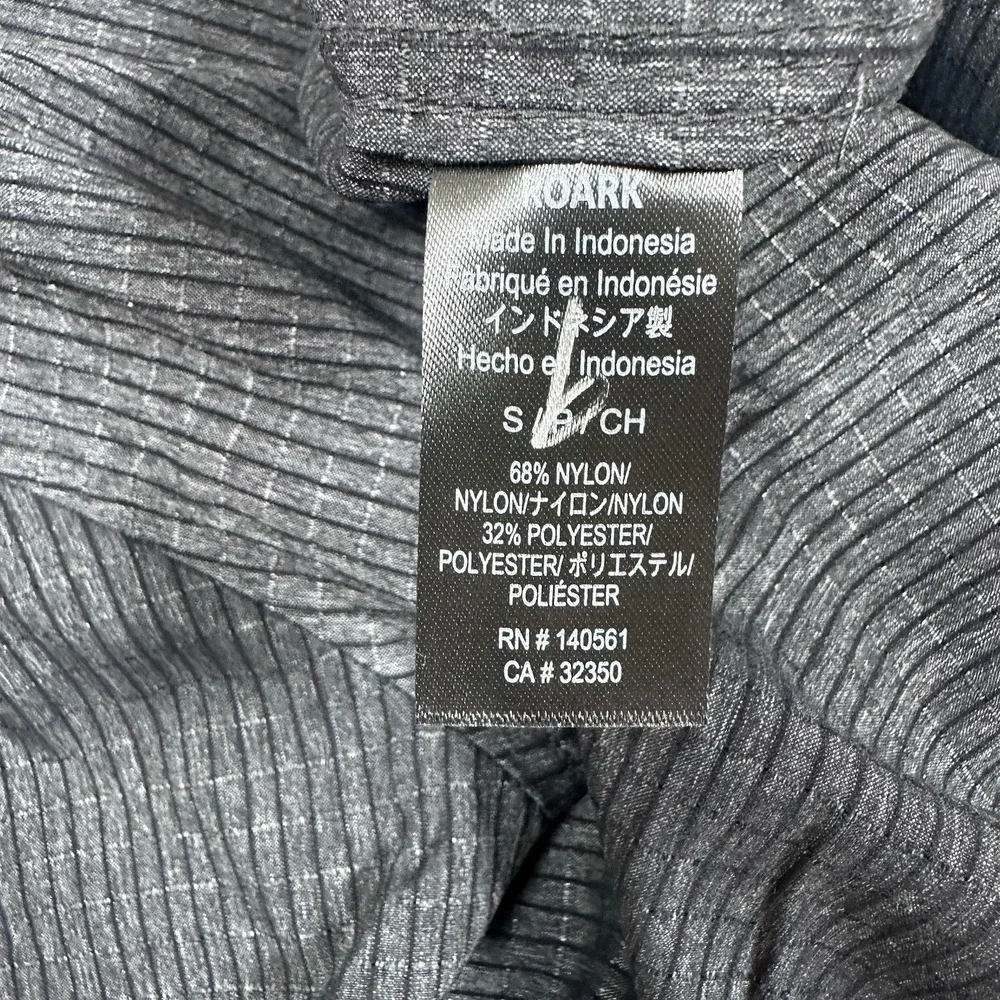 ROARK
Made In Indonesia
Fabriqué en Indonésie
インドネシア製
Hecho en Indonesia
S / P / CH
68% NYLON/
NYLON/ナイロン/NYLON
32% POLYESTER/
POLYESTER/ ポリエステル/
POLIÉSTER
RN # 140561
CA # 32350